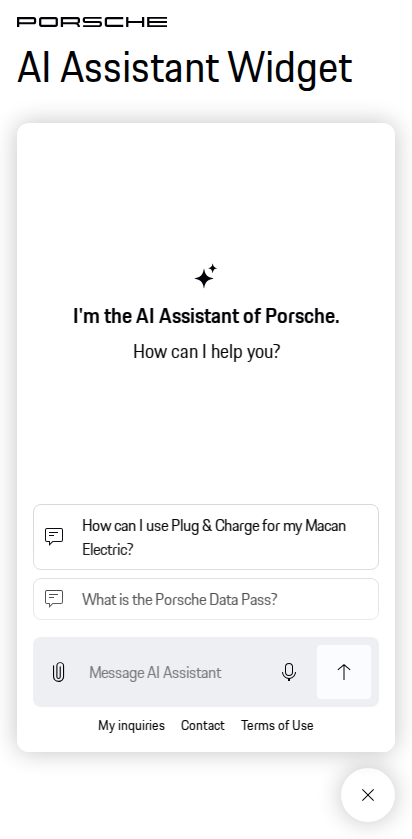 PORSCHE
AI Assistant Widget
I'm the AI Assistant of Porsche.
How can I help you?
How can I use Plug & Charge for my Macan
Electric?
What is the Porsche Data Pass?
Message AI Assistant
My inquiries Contact Terms of Use